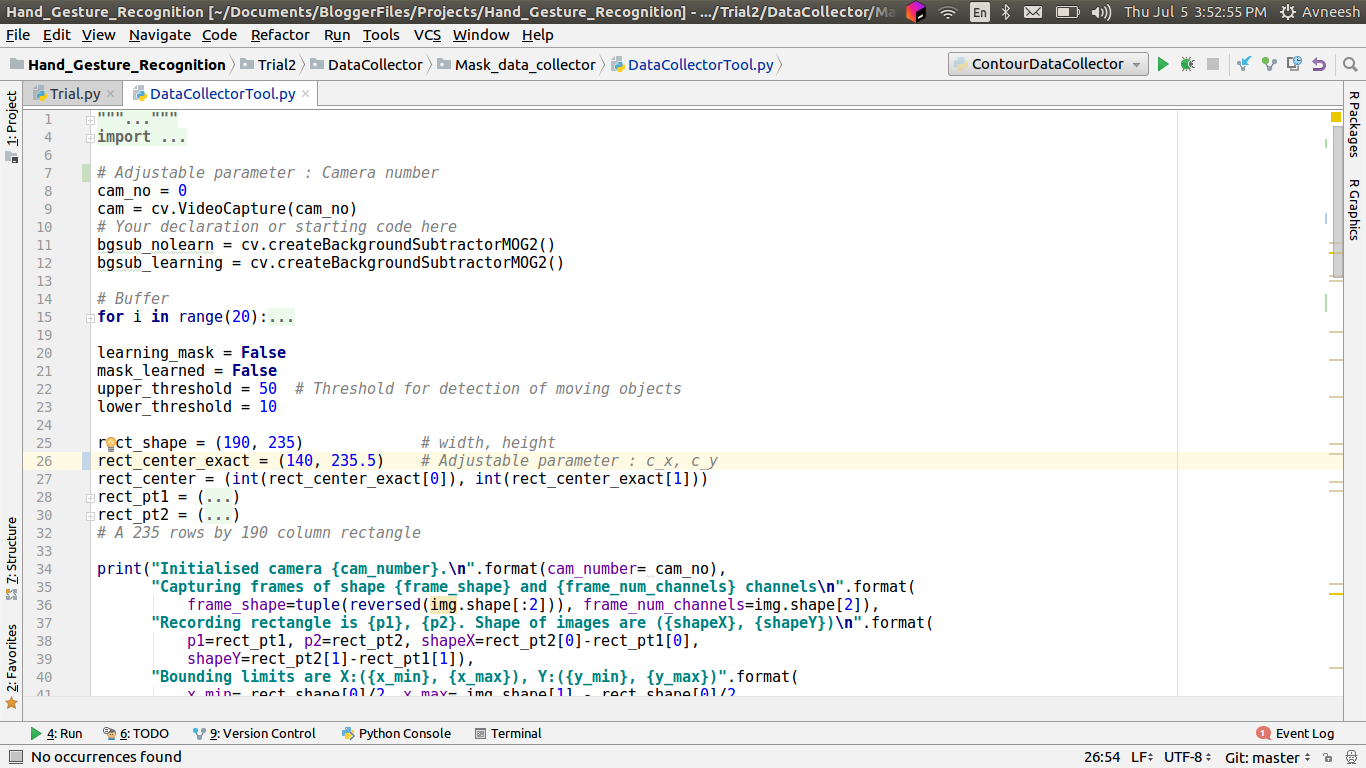 Hand_Gesture_Recognition [~/Documents/BloggerFiles/Projects/Hand_Gesture_Recognition] - .../Trial2/DataCollector/Ma En Thu Jul 5 3:52:55 PM Avneesh
File Edit View Navigate Code Refactor Run Tools VCS Window Help
Hand_Gesture_Recognition Trial2 DataCollector Mask_data_collector DataCollectorTool.py ContourDataCollector
Trial.py DataCollectorTool.py
1: Project
7: Structure
2: Favorites
R Packages
R Graphics
1 """..."""
4 import ...
6
7 # Adjustable parameter : Camera number
8 cam_no = 0
9 cam = cv.VideoCapture(cam_no)
10 # Your declaration or starting code here
11 bgsub_nolearn = cv.createBackgroundSubtractorMOG2()
12 bgsub_learning = cv.createBackgroundSubtractorMOG2()
13
14 # Buffer
15 for i in range(20):...
19
20 learning_mask = False
21 mask_learned = False
22 upper_threshold = 50  # Threshold for detection of moving objects
23 lower_threshold = 10
24
25 rect_shape = (190, 235)             # width, height
26 rect_center_exact = (140, 235.5)    # Adjustable parameter : c_x, c_y
27 rect_center = (int(rect_center_exact[0]), int(rect_center_exact[1]))
28 rect_pt1 = (...)
30 rect_pt2 = (...)
32 # A 235 rows by 190 column rectangle
33
34 print("Initialised camera {cam_number}.\n".format(cam_number= cam_no),
35       "Capturing frames of shape {frame_shape} and {frame_num_channels} channels\n".format(
36           frame_shape=tuple(reversed(img.shape[:2])), frame_num_channels=img.shape[2]),
37       "Recording rectangle is {p1}, {p2}. Shape of images are ({shapeX}, {shapeY})\n".format(
38           p1=rect_pt1, p2=rect_pt2, shapeX=rect_pt2[0]-rect_pt1[0],
39           shapeY=rect_pt2[1]-rect_pt1[1]),
40       "Bounding limits are X:({x_min}, {x_max}), Y:({y_min}, {y_max})".format(
41           x_min= rect_shape[0]/2, x_max= img.shape[1] - rect_shape[0]/2,
4: Run 6: TODO 9: Version Control Python Console Terminal 1 Event Log
No occurrences found 26:54 LF UTF-8 Git: master